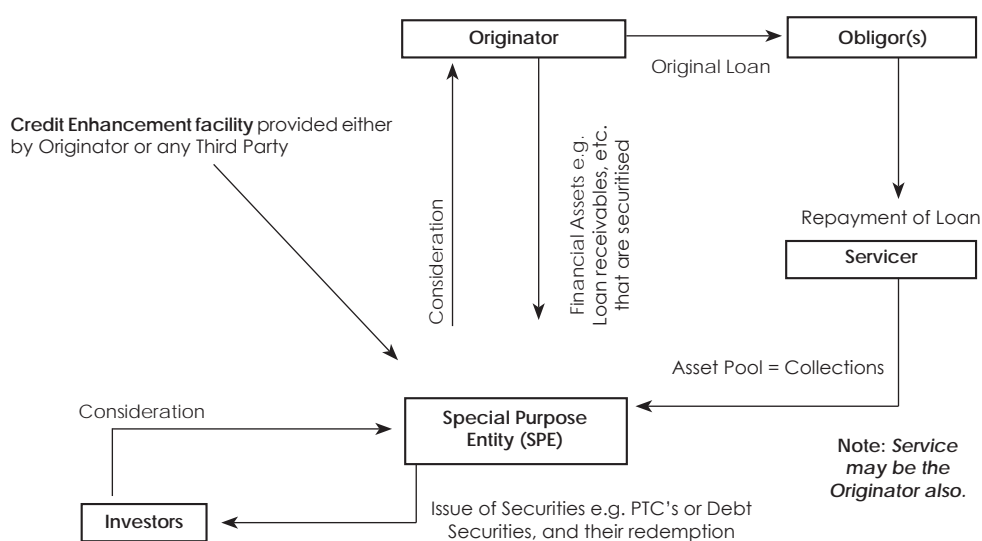 Originator
Obligor(s)
Original Loan
Credit Enhancement facility provided either
by Originator or any Third Party
Consideration
Financial Assets e.g.
Loan receivables, etc.
that are securitised
Repayment of Loan
Servicer
Asset Pool = Collections
Consideration
Special Purpose
Entity (SPE)
Note: Service
may be the
Originator also.
Investors
Issue of Securities e.g. PTC's or Debt
Securities, and their redemption